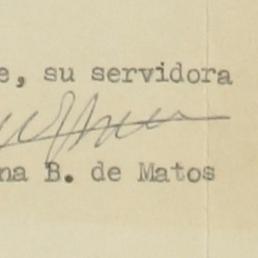 e, su servidora
na B. de Matos